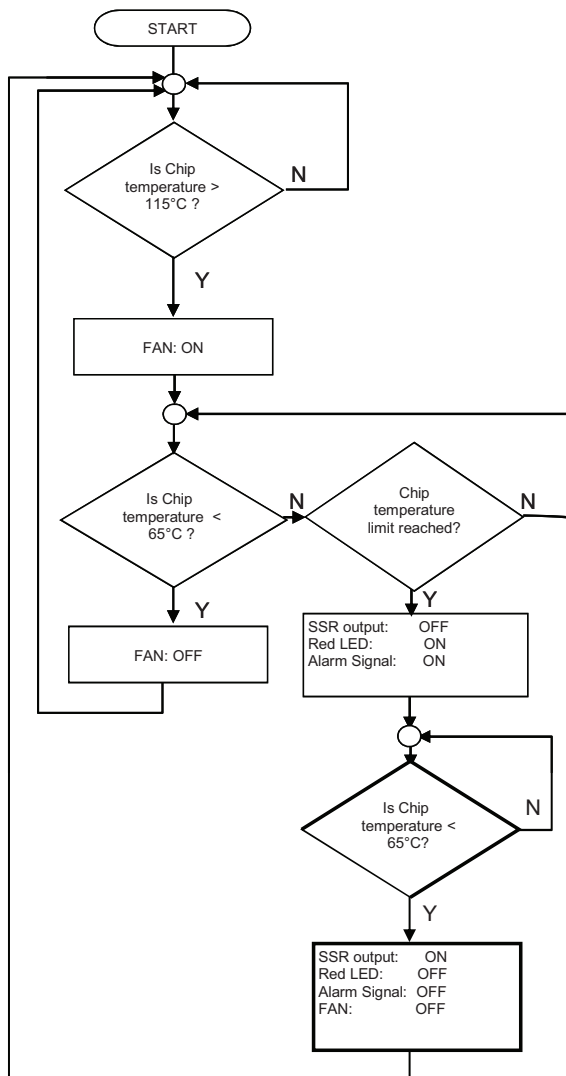 START
Is Chip
temperature >
115°C ?
N
Y
FAN: ON
Is Chip
temperature <
65°C ?
N
Chip
temperature
limit reached?
N
Y
FAN: OFF
Y
SSR output: OFF
Red LED: ON
Alarm Signal: ON
Is Chip
temperature <
65°C?
N
Y
SSR output: ON
Red LED: OFF
Alarm Signal: OFF
FAN: OFF